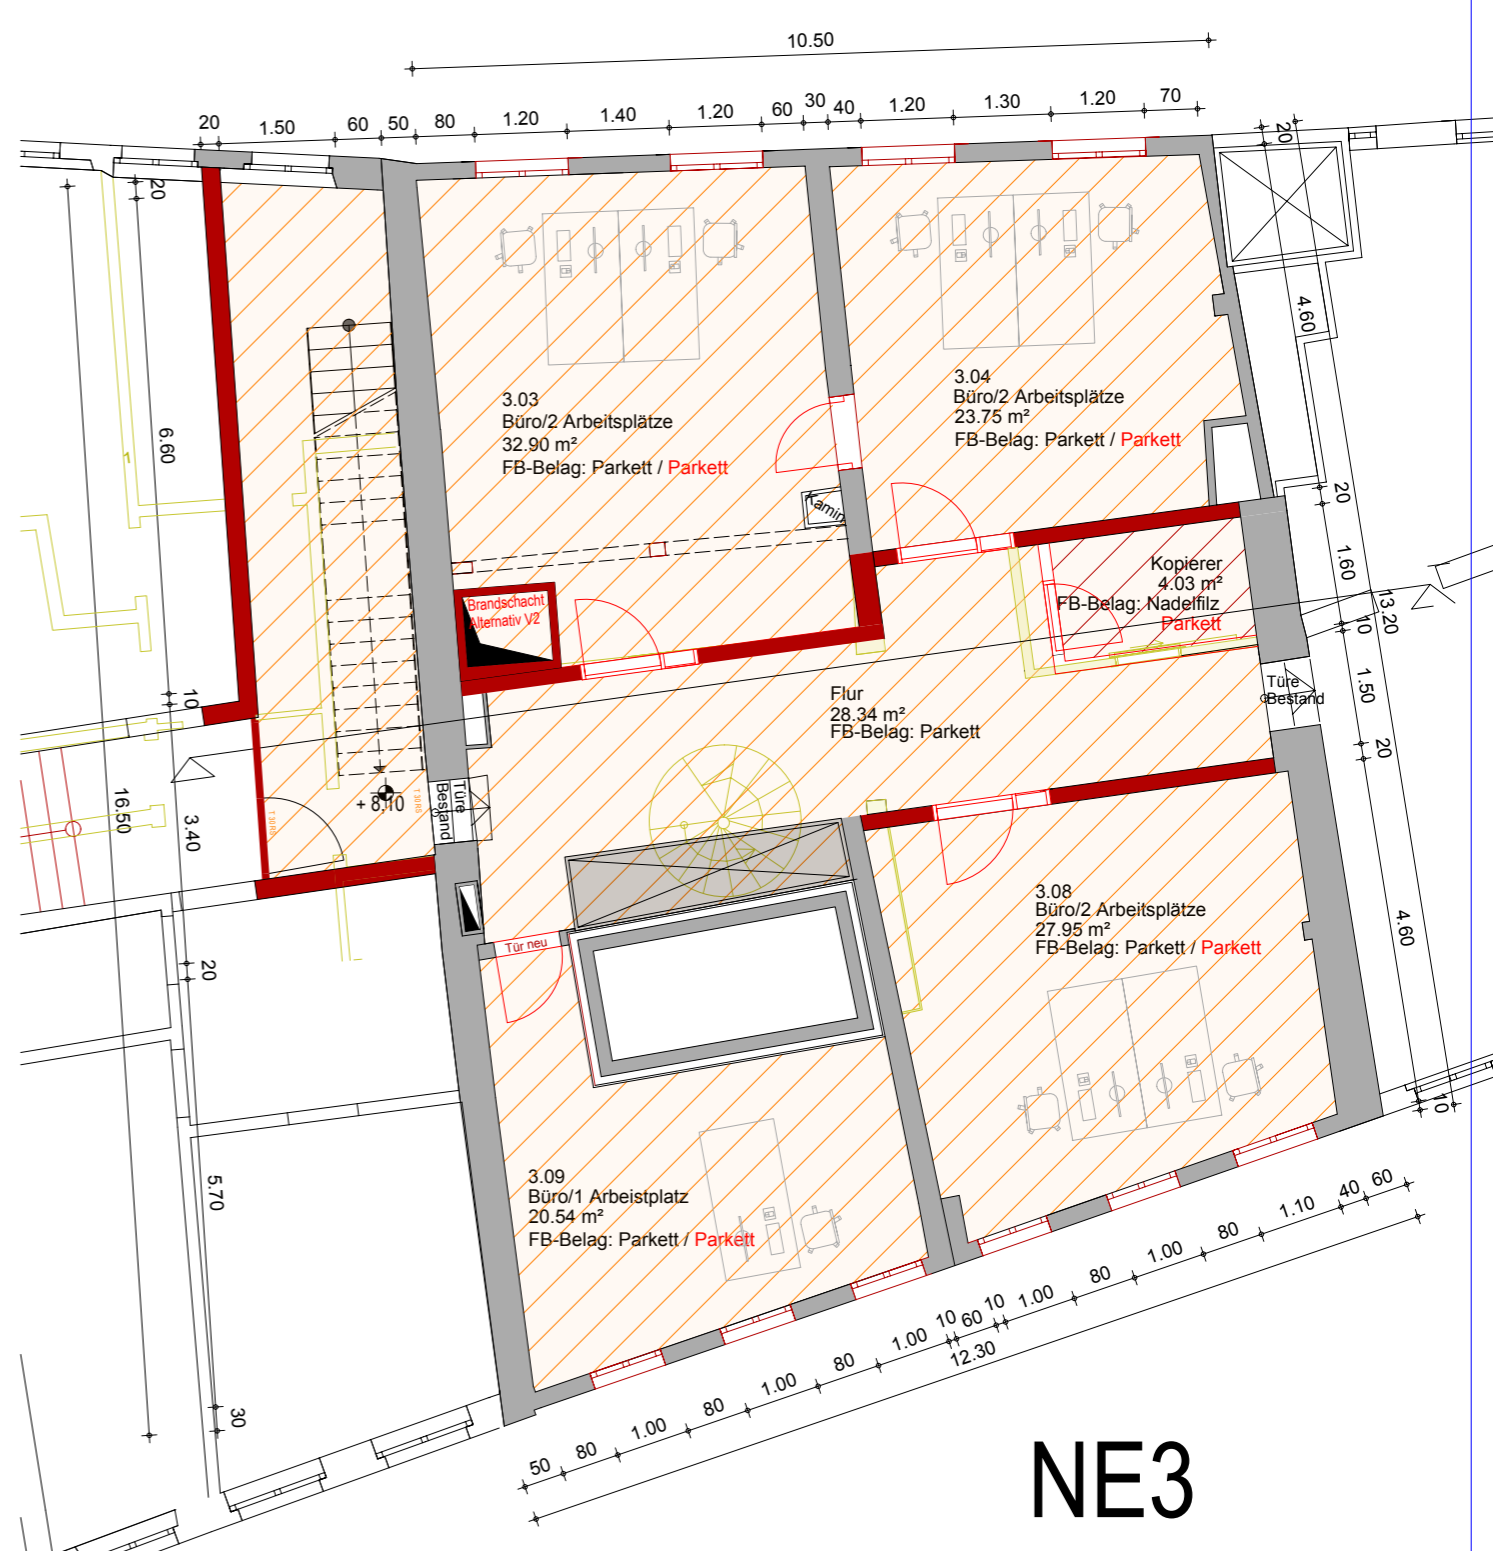 10.50
20
1.50
60
50
80
1.20
1.40
1.20
60
30
40
1.20
1.30
1.20
70
20
20
4.60
6.60
3.03
Büro/2 Arbeitsplätze
32.90 m²
FB-Belag: Parkett / Parkett
3.04
Büro/2 Arbeitsplätze
23.75 m²
FB-Belag: Parkett / Parkett
Kamin
20
1.60
13.20
10
Kopierer
4.03 m²
FB-Belag: Nadelfilz
Parkett
Brandschacht
Alternativ V2
Flur
28.34 m²
FB-Belag: Parkett
Türe
Bestand
1.50
20
10
16.50
3.40
+ 8,10
T 30 RS
T 30 RS
Türe
Bestand
Tür neu
3.08
Büro/2 Arbeitsplätze
27.95 m²
FB-Belag: Parkett / Parkett
4.60
20
10
5.70
3.09
Büro/1 Arbeistplatz
20.54 m²
FB-Belag: Parkett / Parkett
30
50
80
1.00
80
1.00
80
1.00
10
60
10
1.00
80
1.00
80
1.10
40
60
12.30
NE3